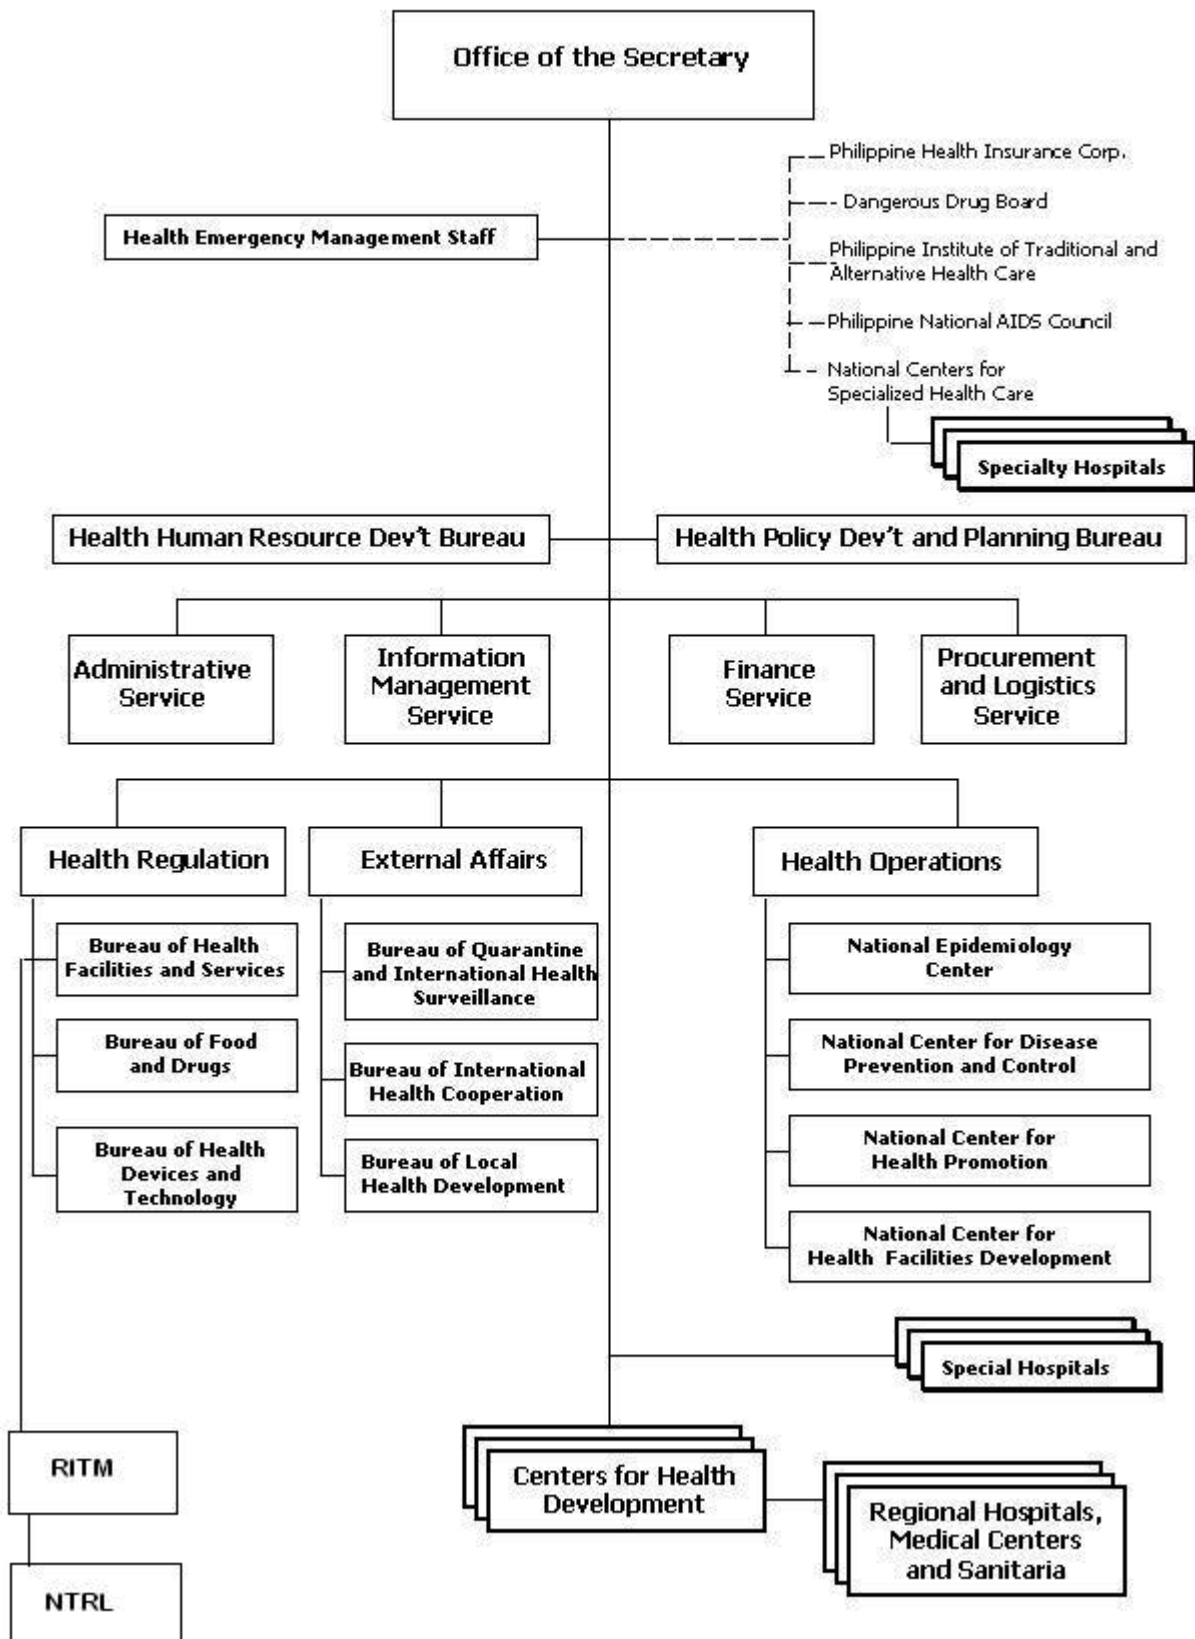 Office of the Secretary
Philippine Health Insurance Corp.
Dangerous Drug Board
Health Emergency Management Staff
Philippine Institute of Traditional and
Alternative Health Care
Philippine National AIDS Council
National Centers for
Specialized Health Care
Specialty Hospitals
Health Human Resource Dev't Bureau
Health Policy Dev't and Planning Bureau
Administrative
Service
Information
Management
Service
Finance
Service
Procurement
and Logistics
Service
Health Regulation
External Affairs
Health Operations
Bureau of Health
Facilities and Services
Bureau of Food
and Drugs
Bureau of Health
Devices and
Technology
Bureau of Quarantine
and International Health
Surveillance
Bureau of International
Health Cooperation
Bureau of Local
Health Development
National Epidemiology
Center
National Center for Disease
Prevention and Control
National Center for
Health Promotion
National Center for
Health Facilities Development
Special Hospitals
RITM
Centers for Health
Development
Regional Hospitals,
Medical Centers
and Sanitaria
NTRL